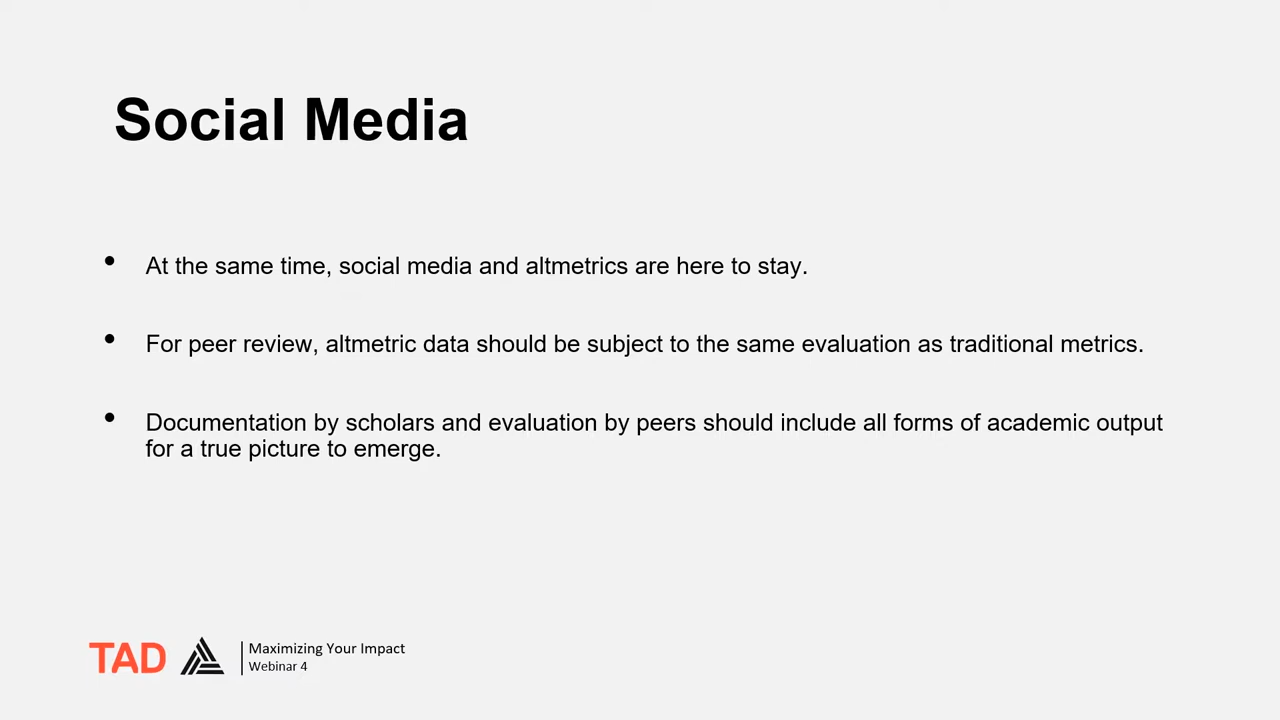 Social Media
• At the same time, social media and altmetrics are here to stay.
• For peer review, altmetric data should be subject to the same evaluation as traditional metrics.
• Documentation by scholars and evaluation by peers should include all forms of academic output
for a true picture to emerge.
TAD
Maximizing Your Impact
Webinar 4